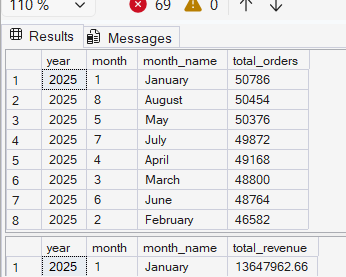 110 % 69 0
Results Messages
year month month_name total_orders
1 2025 1 January 50786
2 2025 8 August 50454
3 2025 5 May 50376
4 2025 7 July 49872
5 2025 4 April 49168
6 2025 3 March 48800
7 2025 6 June 48764
8 2025 2 February 46582
year month month_name total_revenue
1 2025 1 January 13647962.66